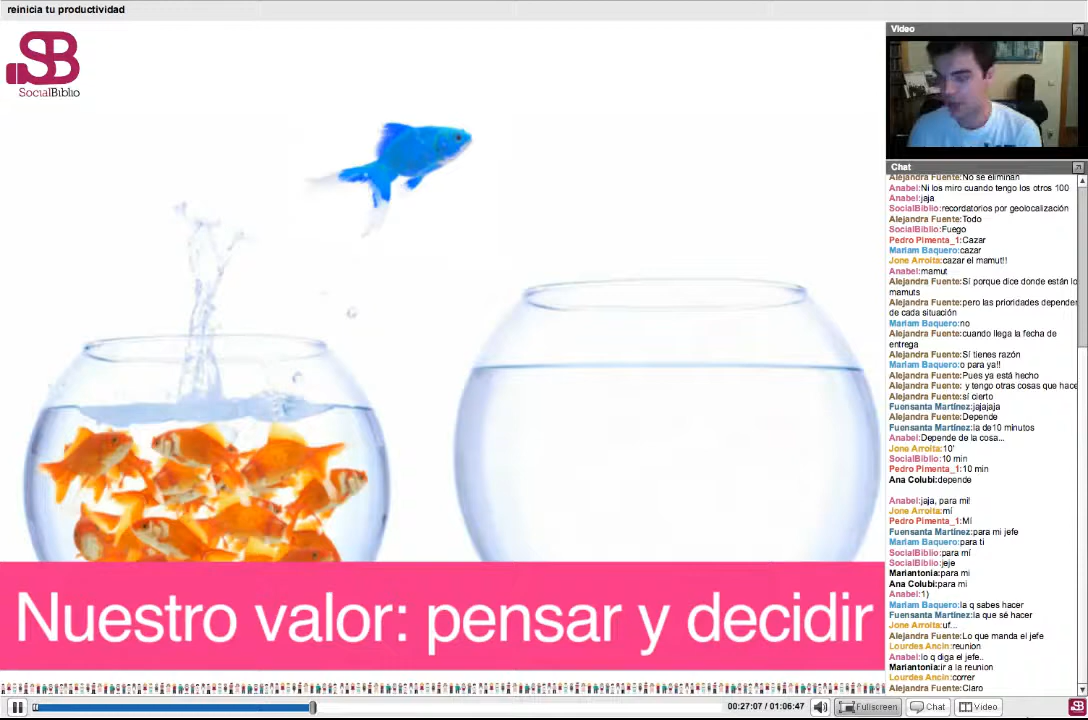 reinicia tu productividad
SB
SocialBiblio
Nuestro valor: pensar y decidir
Video
Chat
Alejandra Fuente:No se eliminan
Anabel:Ni los miro cuando tengo los otros 100
Anabel:jaja
SocialBiblio:recordatorios por geolocalización
Alejandra Fuente:Todo
SocialBiblio:Fuego
Pedro Pimenta_1:Cazar
Mariam Baquero:cazar
Jone Arroita:cazar el mamut!!
Anabel:mamut
Alejandra Fuente:Sí porque dice donde están lo
mamuts
Alejandra Fuente:pero las prioridades depender
de cada situación
Mariam Baquero:no
Alejandra Fuente:cuando llega la fecha de
entrega
Alejandra Fuente:Sí tienes razón
Mariam Baquero:o para ya!!
Alejandra Fuente:Pues ya está hecho
Alejandra Fuente: y tengo otras cosas que hace
Alejandra Fuente:sí cierto
Fuensanta Martínez:jajajaja
Alejandra Fuente:Depende
Fuensanta Martínez:la de10 minutos
Anabel:Depende de la cosa...
Jone Arroita:10'
SocialBiblio:10 min
Pedro Pimenta_1:10 min
Ana Colubi:depende
Anabel:jaja, para mi!
Jone Arroita:mí
Pedro Pimenta_1:Mí
Fuensanta Martínez:para mi jefe
Mariam Baquero:para ti
SocialBiblio:para mí
SocialBiblio:jeje
Mariantonia:para mi
Ana Colubi:para mi
Anabel:1)
Mariam Baquero:la q sabes hacer
Fuensanta Martínez:la que sé hacer
Jone Arroita:uf...
Alejandra Fuente:Lo que manda el jefe
Lourdes Ancin:reunion
Anabel:lo q diga el jefe..
Mariantonia:ir a la reunion
Lourdes Ancin:correr
Alejandra Fuente:Claro
00:27:07 / 01:06:47
Fullscreen
Chat
Video
SB